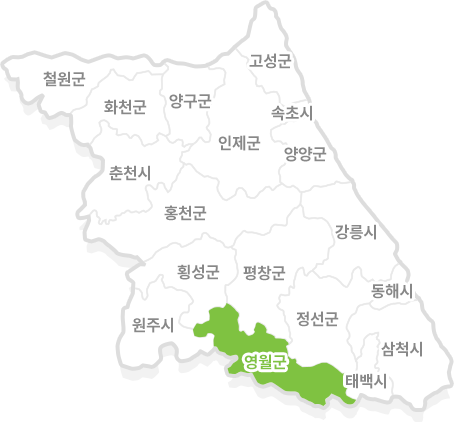 고성군
철원군
화천군
양구군
속초시
인제군
양양군
춘천시
홍천군
강릉시
횡성군
평창군
동해시
원주시
정선군
삼척시
영월군
태백시